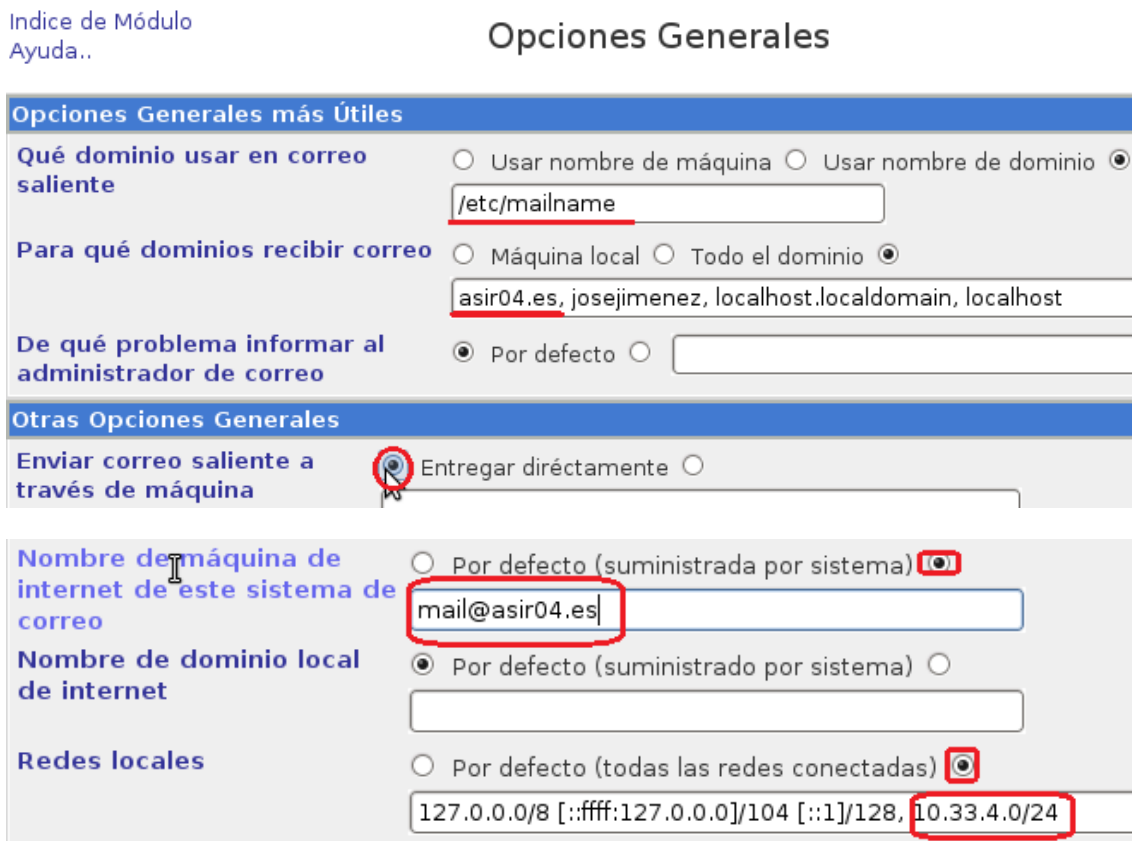 Indice de Módulo
Ayuda..
Opciones Generales
Opciones Generales más Útiles
Qué dominio usar en correo saliente
Usar nombre de máquina Usar nombre de dominio
/etc/mailname
Para qué dominios recibir correo
Máquina local Todo el dominio
asir04.es, josejimenez, localhost.localdomain, localhost
De qué problema informar al
administrador de correo
Por defecto
Otras Opciones Generales
Enviar correo saliente a
través de máquina
Entregar diréctamente
Nombre de máquina de
internet de este sistema de
correo
Por defecto (suministrada por sistema)
mail@asir04.es
Nombre de dominio local
de internet
Por defecto (suministrado por sistema)
Redes locales
Por defecto (todas las redes conectadas)
127.0.0.0/8 [::ffff:127.0.0.0]/104 [::1]/128, 10.33.4.0/24